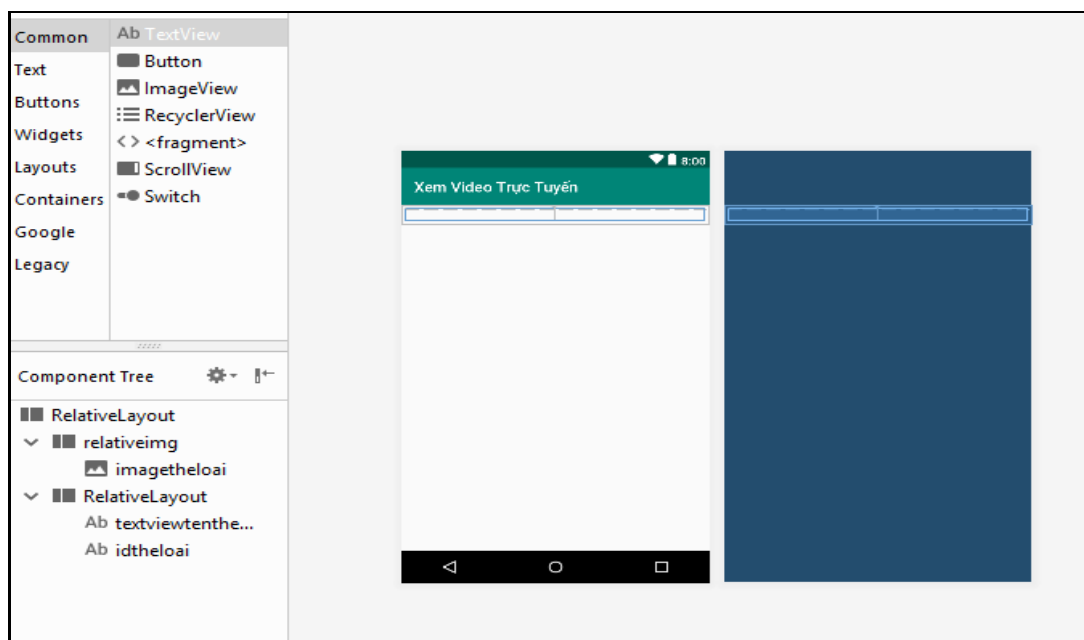 Common
Text
Buttons
Widgets
Layouts
Containers
Google
Legacy
Ab TextView
Button
ImageView
RecyclerView
<fragment>
ScrollView
Switch
Component Tree
RelativeLayout
relativeimg
imagetheloai
RelativeLayout
Ab textviewtenthe...
Ab idtheloai
8:00
Xem Video Trực Tuyến